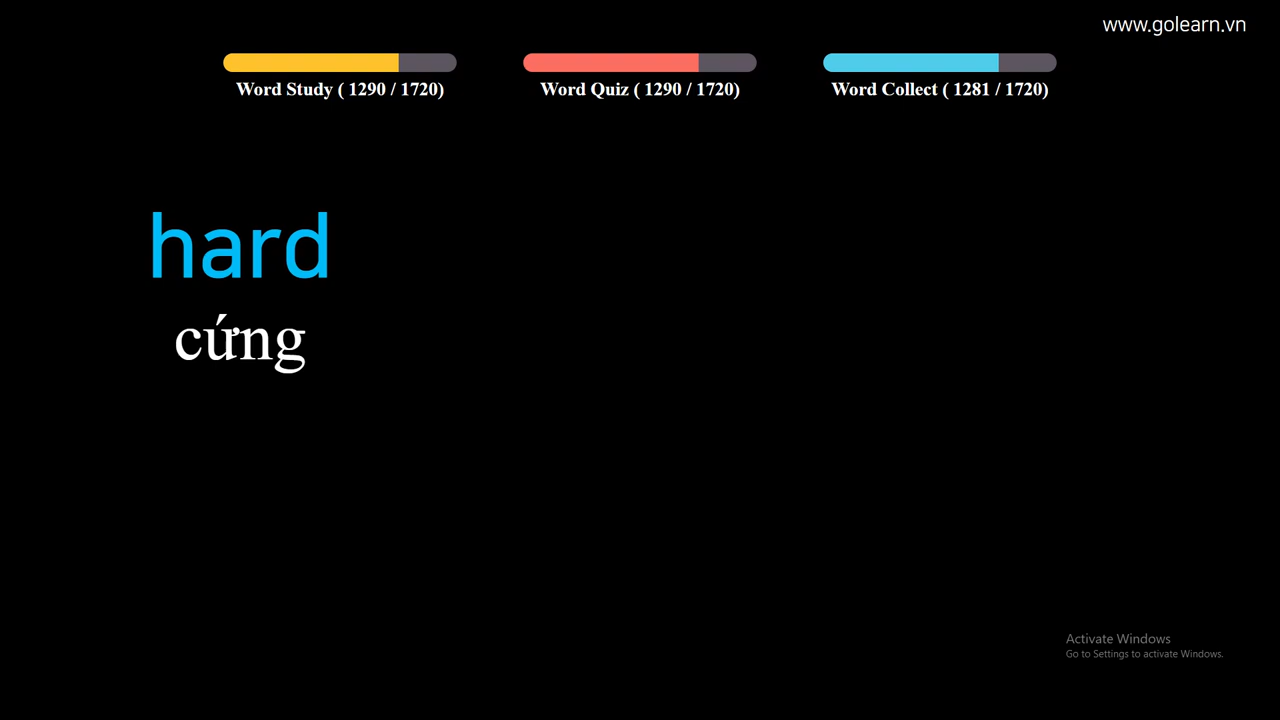 www.golearn.vn
Word Study ( 1290 / 1720)
Word Quiz ( 1290 / 1720)
Word Collect ( 1281 / 1720)
hard
cứng
Activate Windows
Go to Settings to activate Windows.